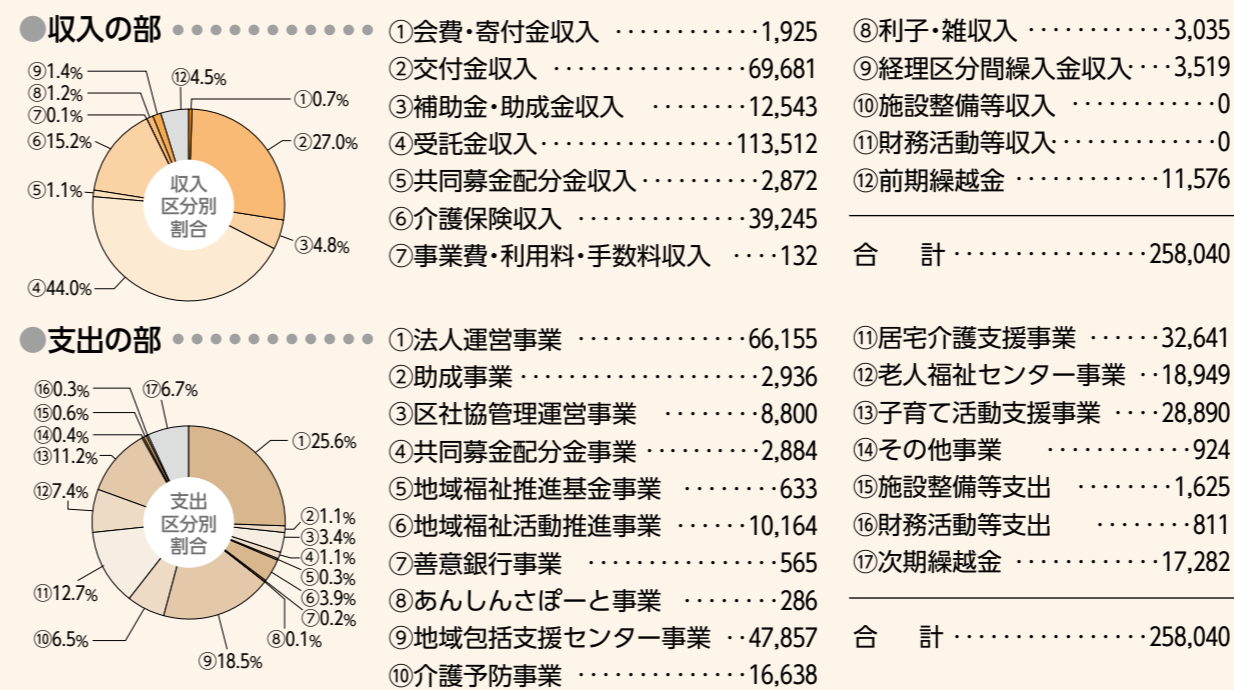 ●収入の部
⑨1.4%
⑧1.2%
⑦0.1%
⑥15.2%
⑤1.1%
④44.0%
⑫4.5%
①0.7%
②27.0%
③4.8%
収入
区分別
割合
①会費・寄付金収入 …………1,925
②交付金収入 ……………69,681
③補助金・助成金収入 ………12,543
④受託金収入……………113,512
⑤共同募金配分金収入…………2,872
⑥介護保険収入 ……………39,245
⑦事業費・利用料・手数料収入 ‥‥132
⑧利子・雑収入 …………3,035
⑨経理区分間繰入金収入‥‥3,519
⑩施設整備等収入 …………0
⑪財務活動等収入…………0
⑫前期繰越金 …………11,576
合　計……………258,040
●支出の部
⑯0.3%
⑮0.6%
⑭0.4%
⑬11.2%
⑫7.4%
⑪12.7%
⑩6.5%
⑰6.7%
①25.6%
②1.1%
③3.4%
④1.1%
⑤0.3%
⑥3.9%
⑦0.2%
⑧0.1%
⑨18.5%
支出
区分別
割合
①法人運営事業 ……………66,155
②助成事業…………………2,936
③区社協管理運営事業 ………8,800
④共同募金配分金事業…………2,884
⑤地域福祉推進基金事業 ………633
⑥地域福祉活動推進事業 ……10,164
⑦善意銀行事業 ……………565
⑧あんしんさぽーと事業 ………286
⑨地域包括支援センター事業 ‥47,857
⑩介護予防事業 ……………16,638
⑪居宅介護支援事業 ……32,641
⑫老人福祉センター事業 ‥18,949
⑬子育て活動支援事業 ‥‥28,890
⑭その他事業 …………924
⑮施設整備等支出 ………1,625
⑯財務活動等支出 ………811
⑰次期繰越金 …………17,282
合　計……………258,040